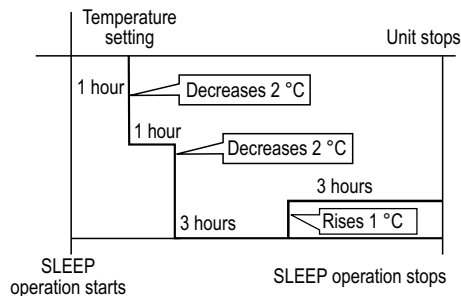 Temperature
setting
Unit stops
1 hour
Decreases 2 °C
1 hour
Decreases 2 °C
3 hours
3 hours
Rises 1 °C
SLEEP
operation starts
SLEEP operation stops